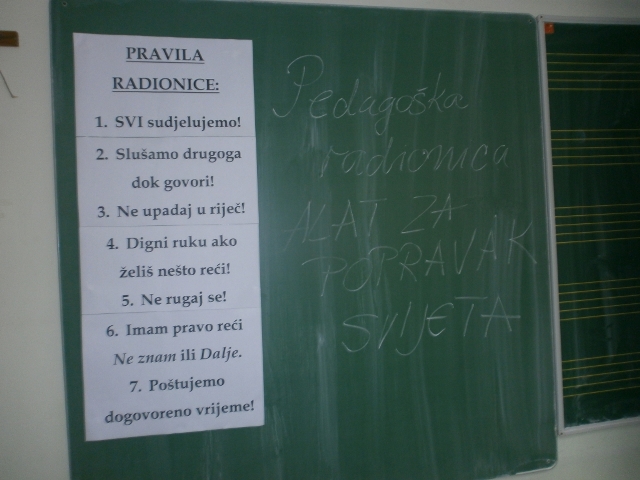 PRAVILA
RADIONICE:
1. SVI sudjelujemo!
2. Slušamo drugoga
dok govori!
3. Ne upadaj u riječ!
4. Digni ruku ako
želiš nešto reći!
5. Ne rugaj se!
6. Imam pravo reći
Ne znam ili Dalje.
7. Poštujemo
dogovoreno vrijeme!
Pedagoška
radionica
ALAT ZA
POPRAVAK
SVIJETA